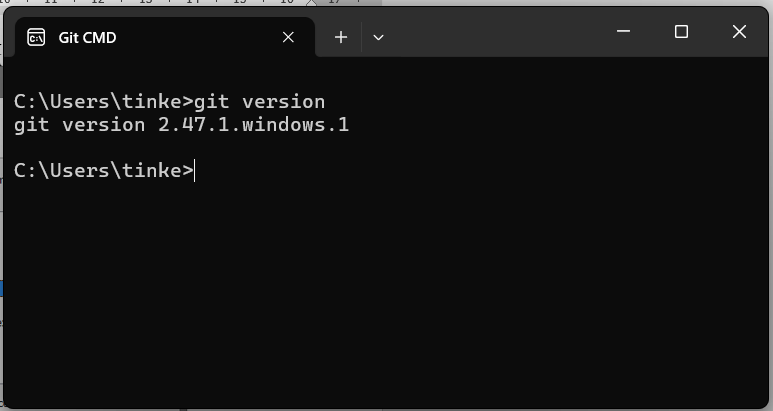 Git CMD
C:\Users\tinke>git version
git version 2.47.1.windows.1
C:\Users\tinke>